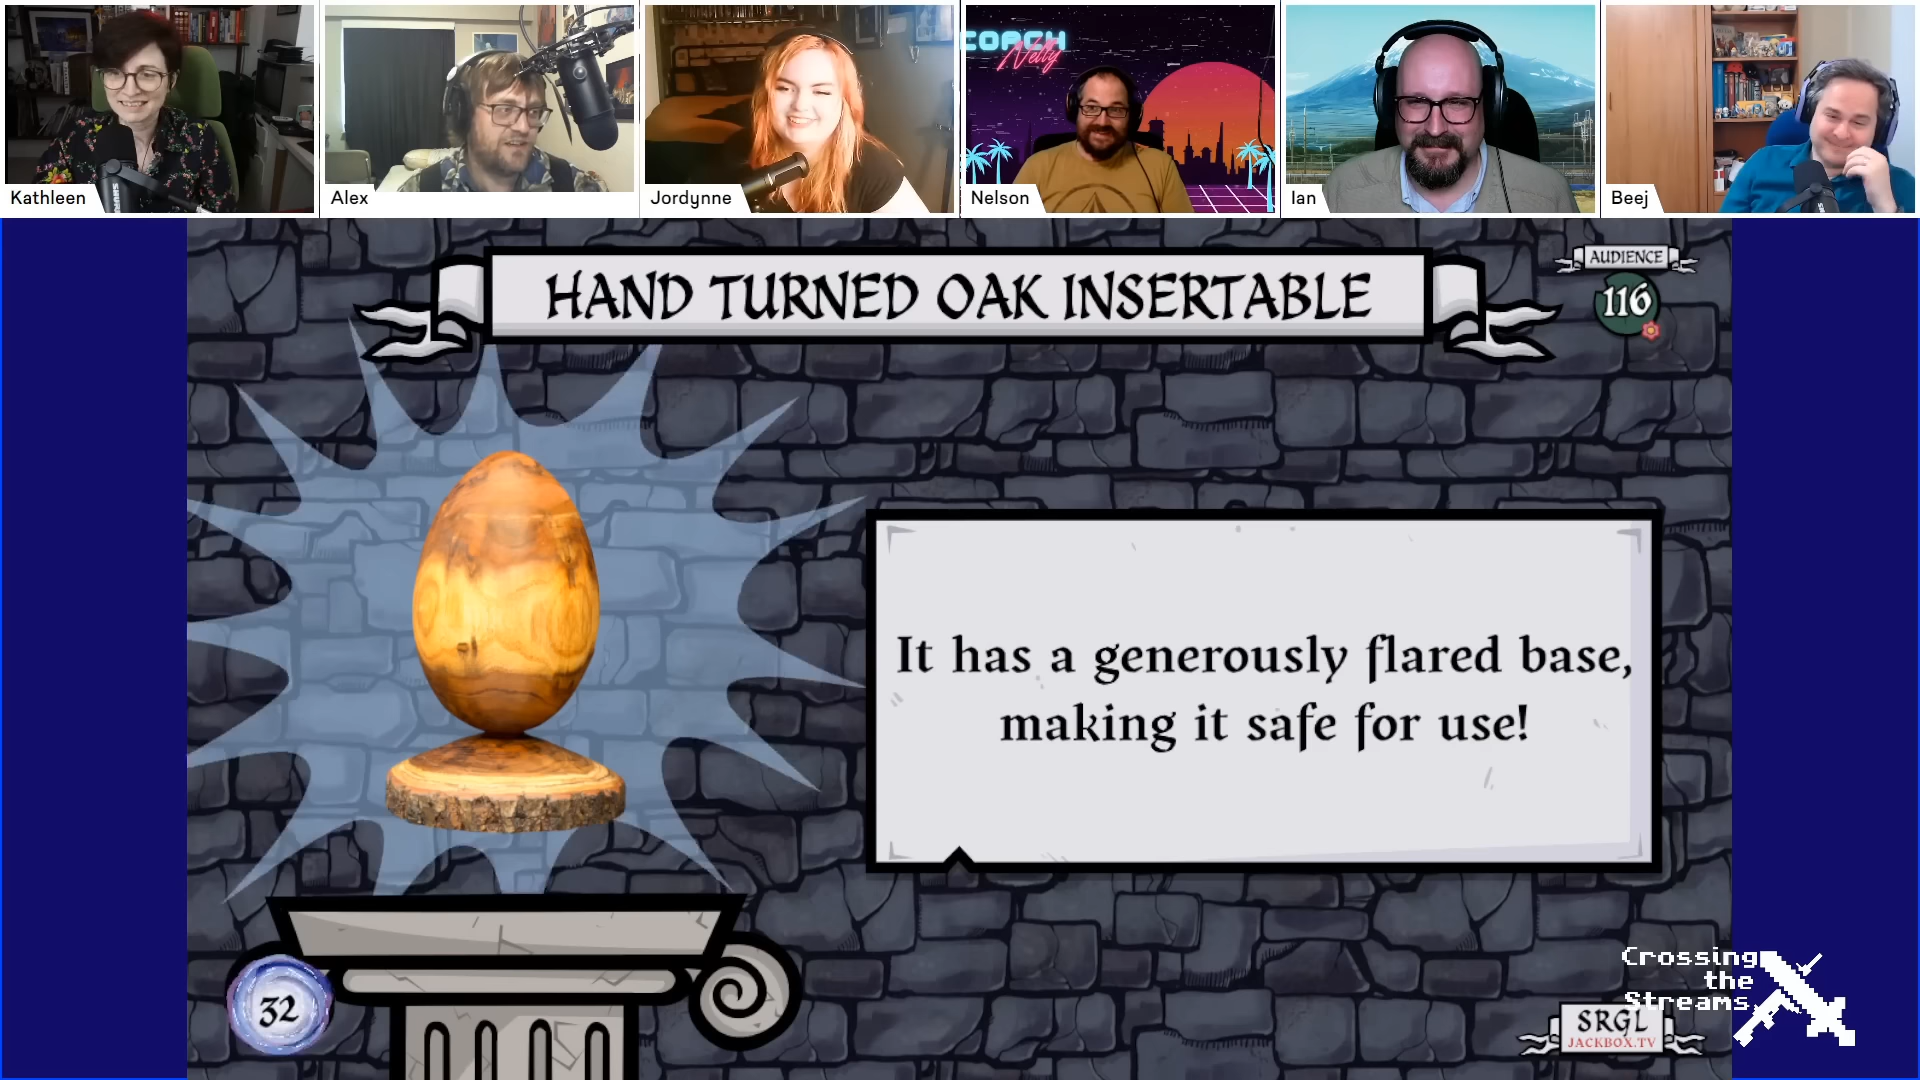 Kathleen
Alex
Jordynne
COACH
Nelly
Nelson
Ian
Beej
HAND TURNED OAK INSERTABLE
AUDIENCE
116
It has a generously flared base,
making it safe for use!
32
Crossing
the
Streams
SRGL
JACKBOX.TV